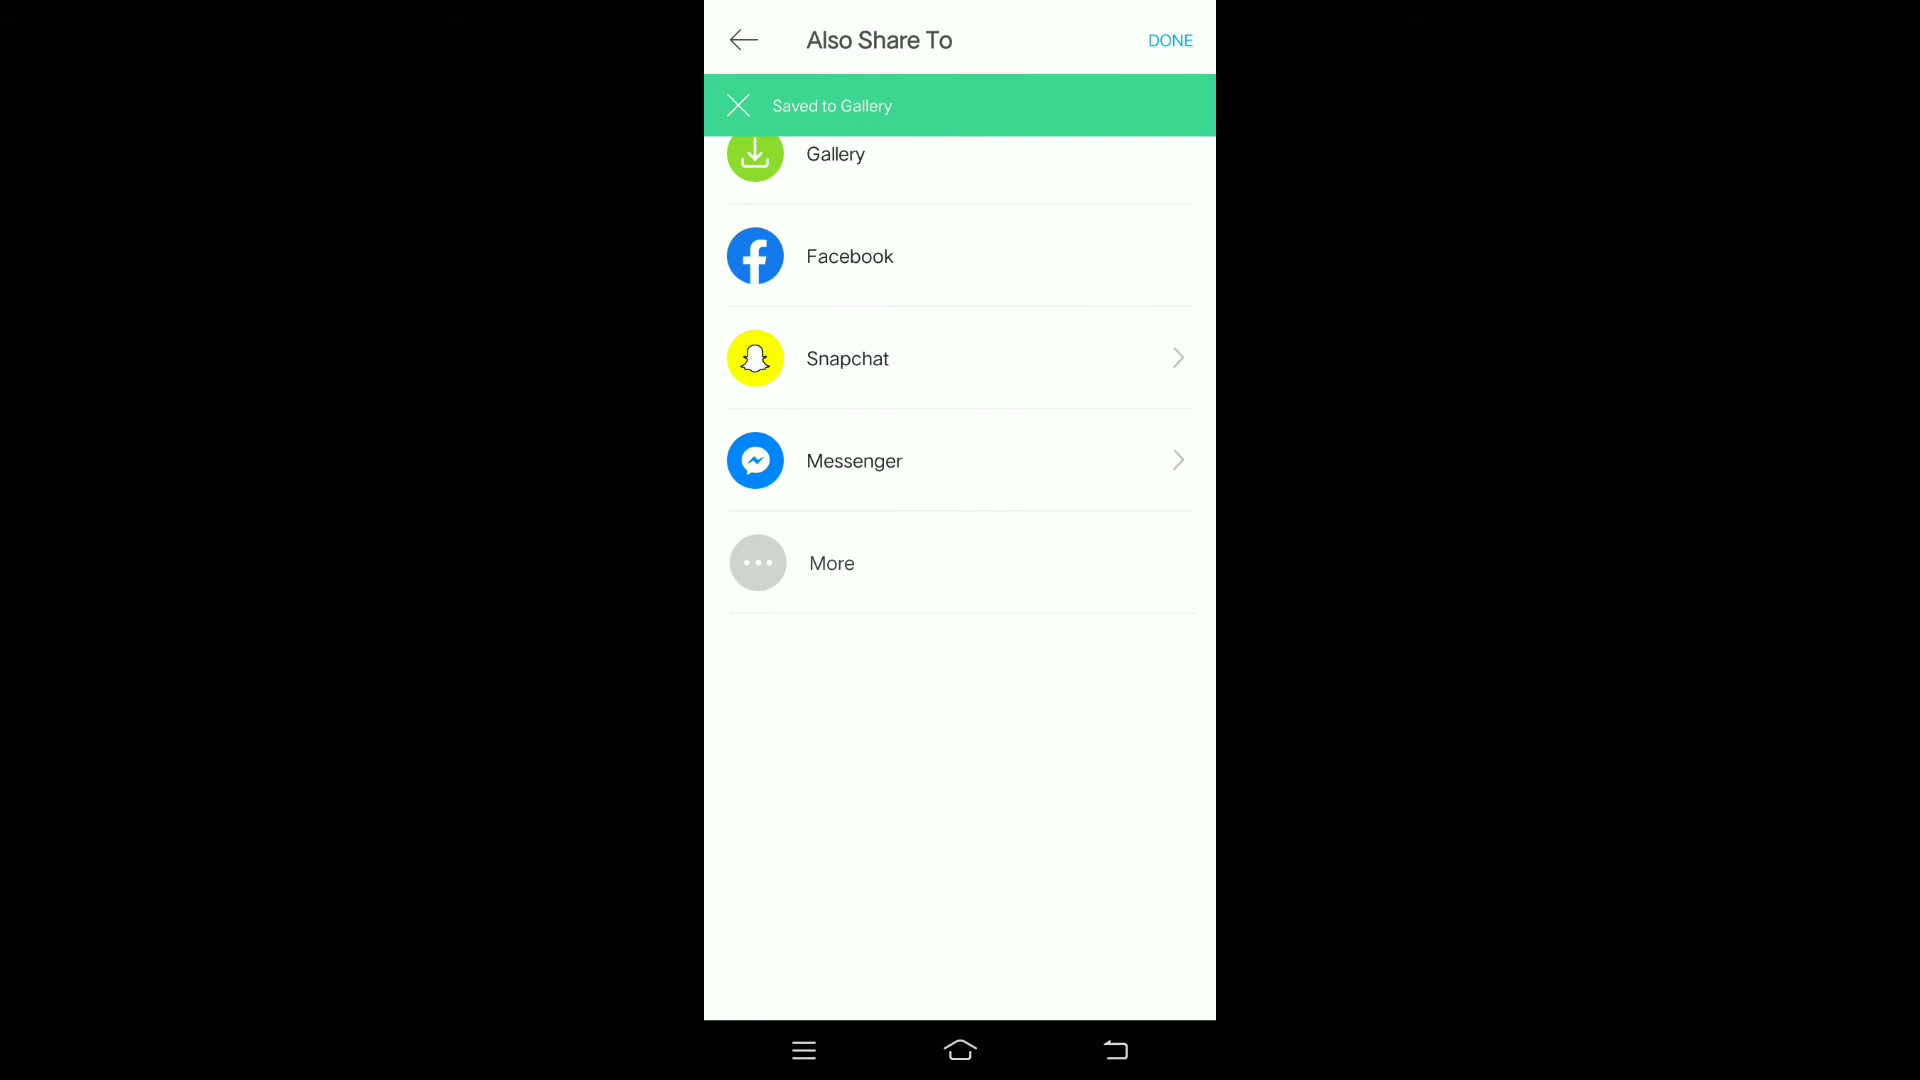 Also Share To
DONE
Saved to Gallery
Gallery
Facebook
Snapchat
Messenger
More